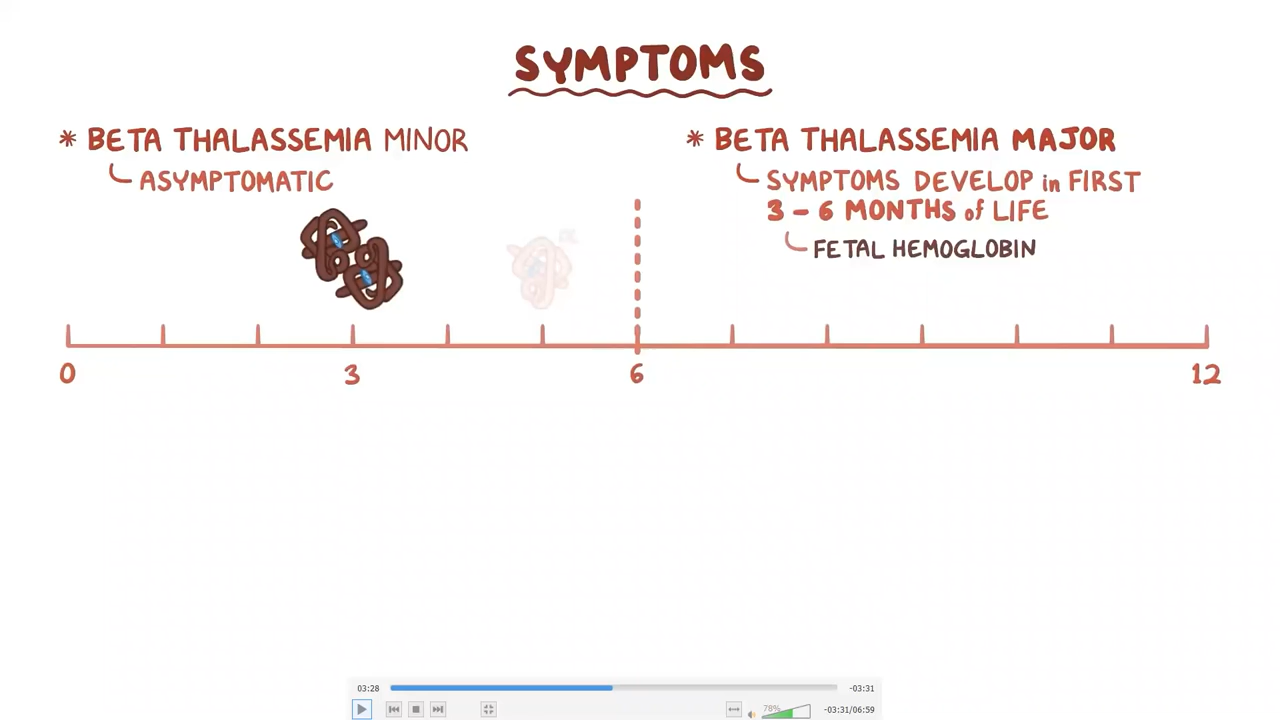 SYMPTOMS
* BETA THALASSEMIA MINOR
ASYMPTOMATIC
* BETA THALASSEMIA MAJOR
SYMPTOMS DEVELOP in FIRST
3 - 6 MONTHS of LIFE
FETAL HEMOGLOBIN
0 3 6 12
03:28 -03:31
78% -03:31/06:59